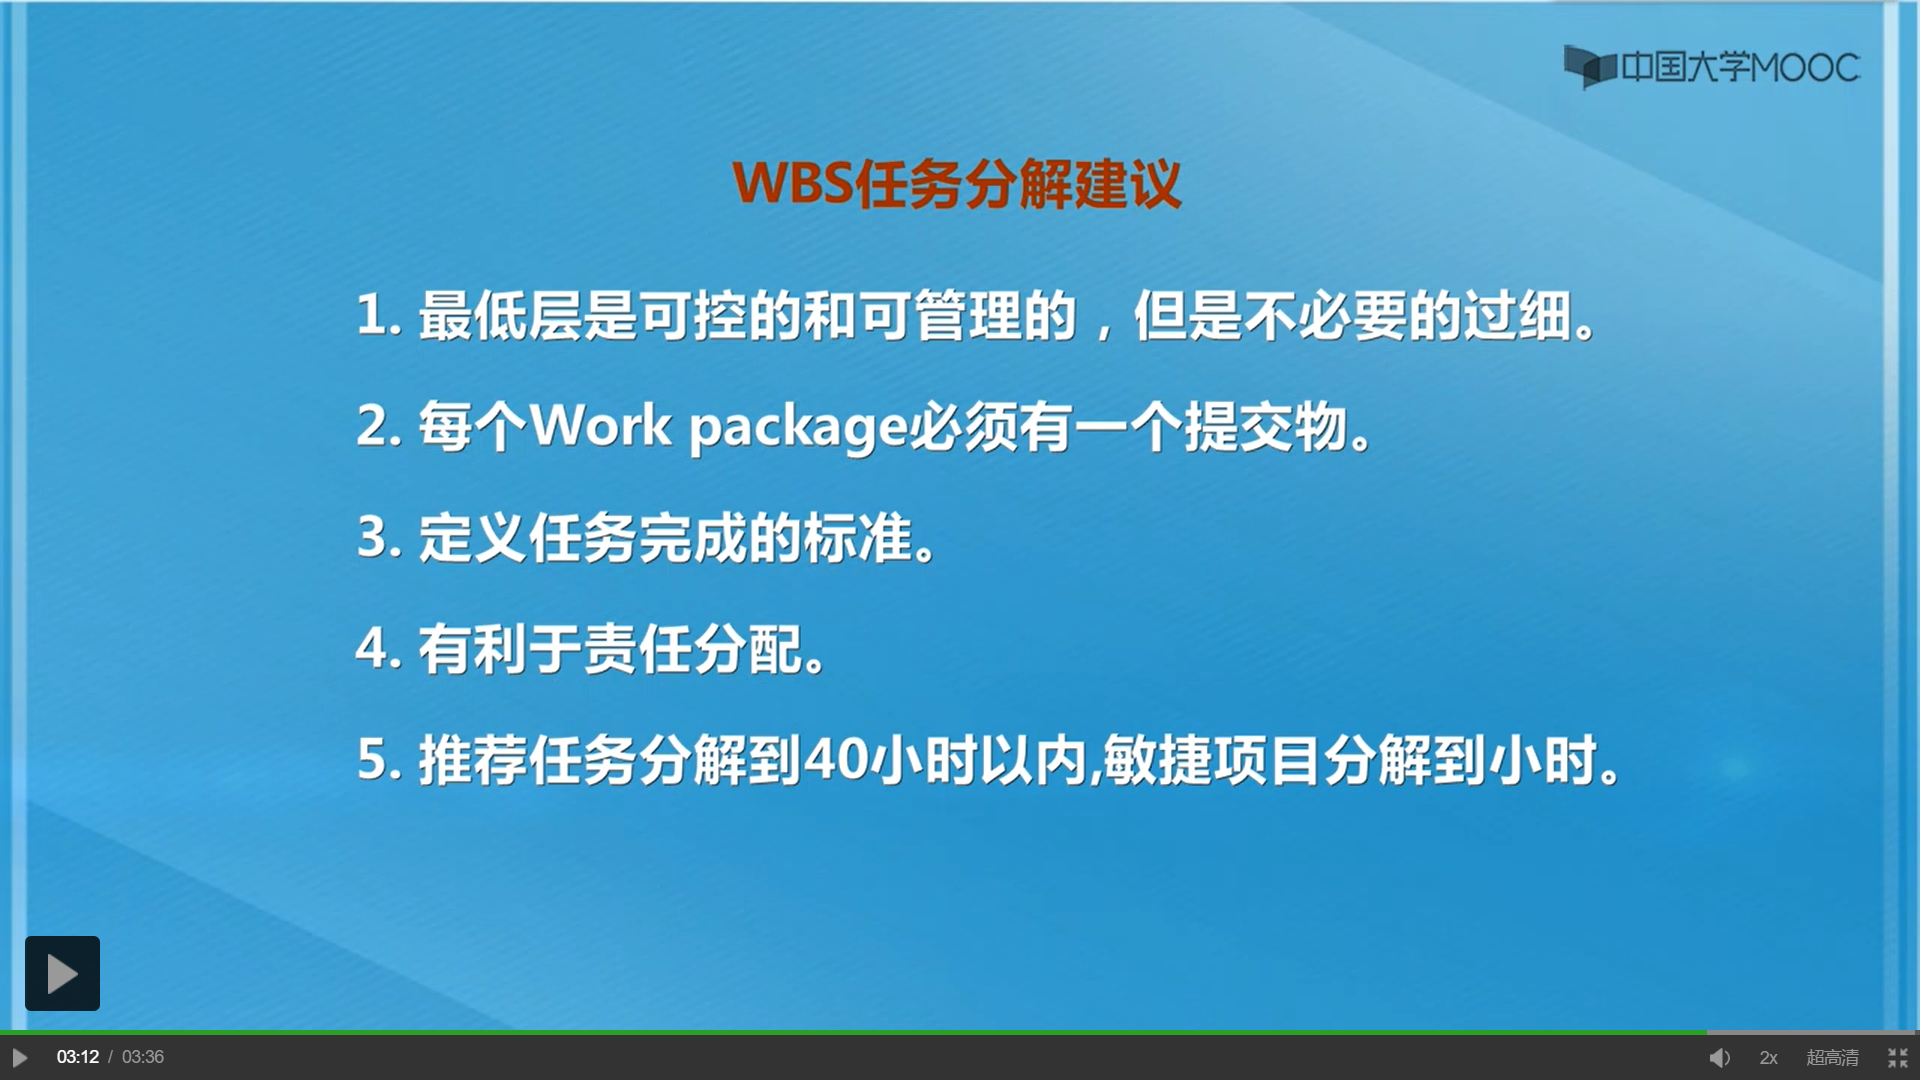 中国大学MOOC
WBS任务分解建议
1. 最低层是可控的和可管理的，但是不必要的过细。
2. 每个Work package必须有一个提交物。
3. 定义任务完成的标准。
4. 有利于责任分配。
5. 推荐任务分解到40小时以内,敏捷项目分解到小时。
03:12 / 03:36
2x
超高清